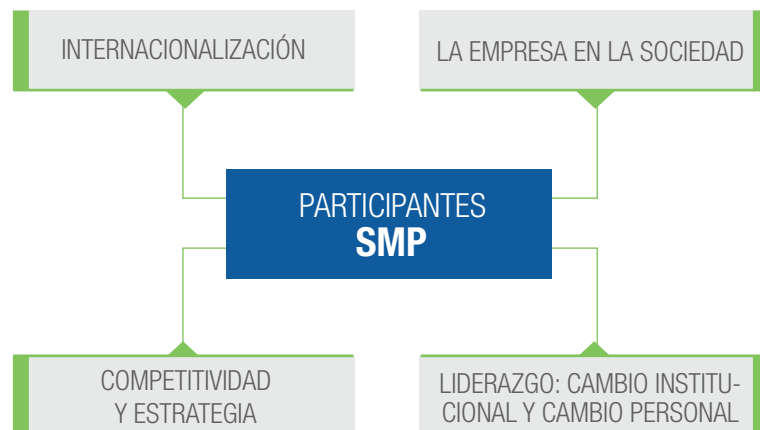 INTERNACIONALIZACIÓN
LA EMPRESA EN LA SOCIEDAD
PARTICIPANTES
SMP
COMPETITIVIDAD
Y ESTRATEGIA
LIDERAZGO: CAMBIO INSTITU-
CIONAL Y CAMBIO PERSONAL